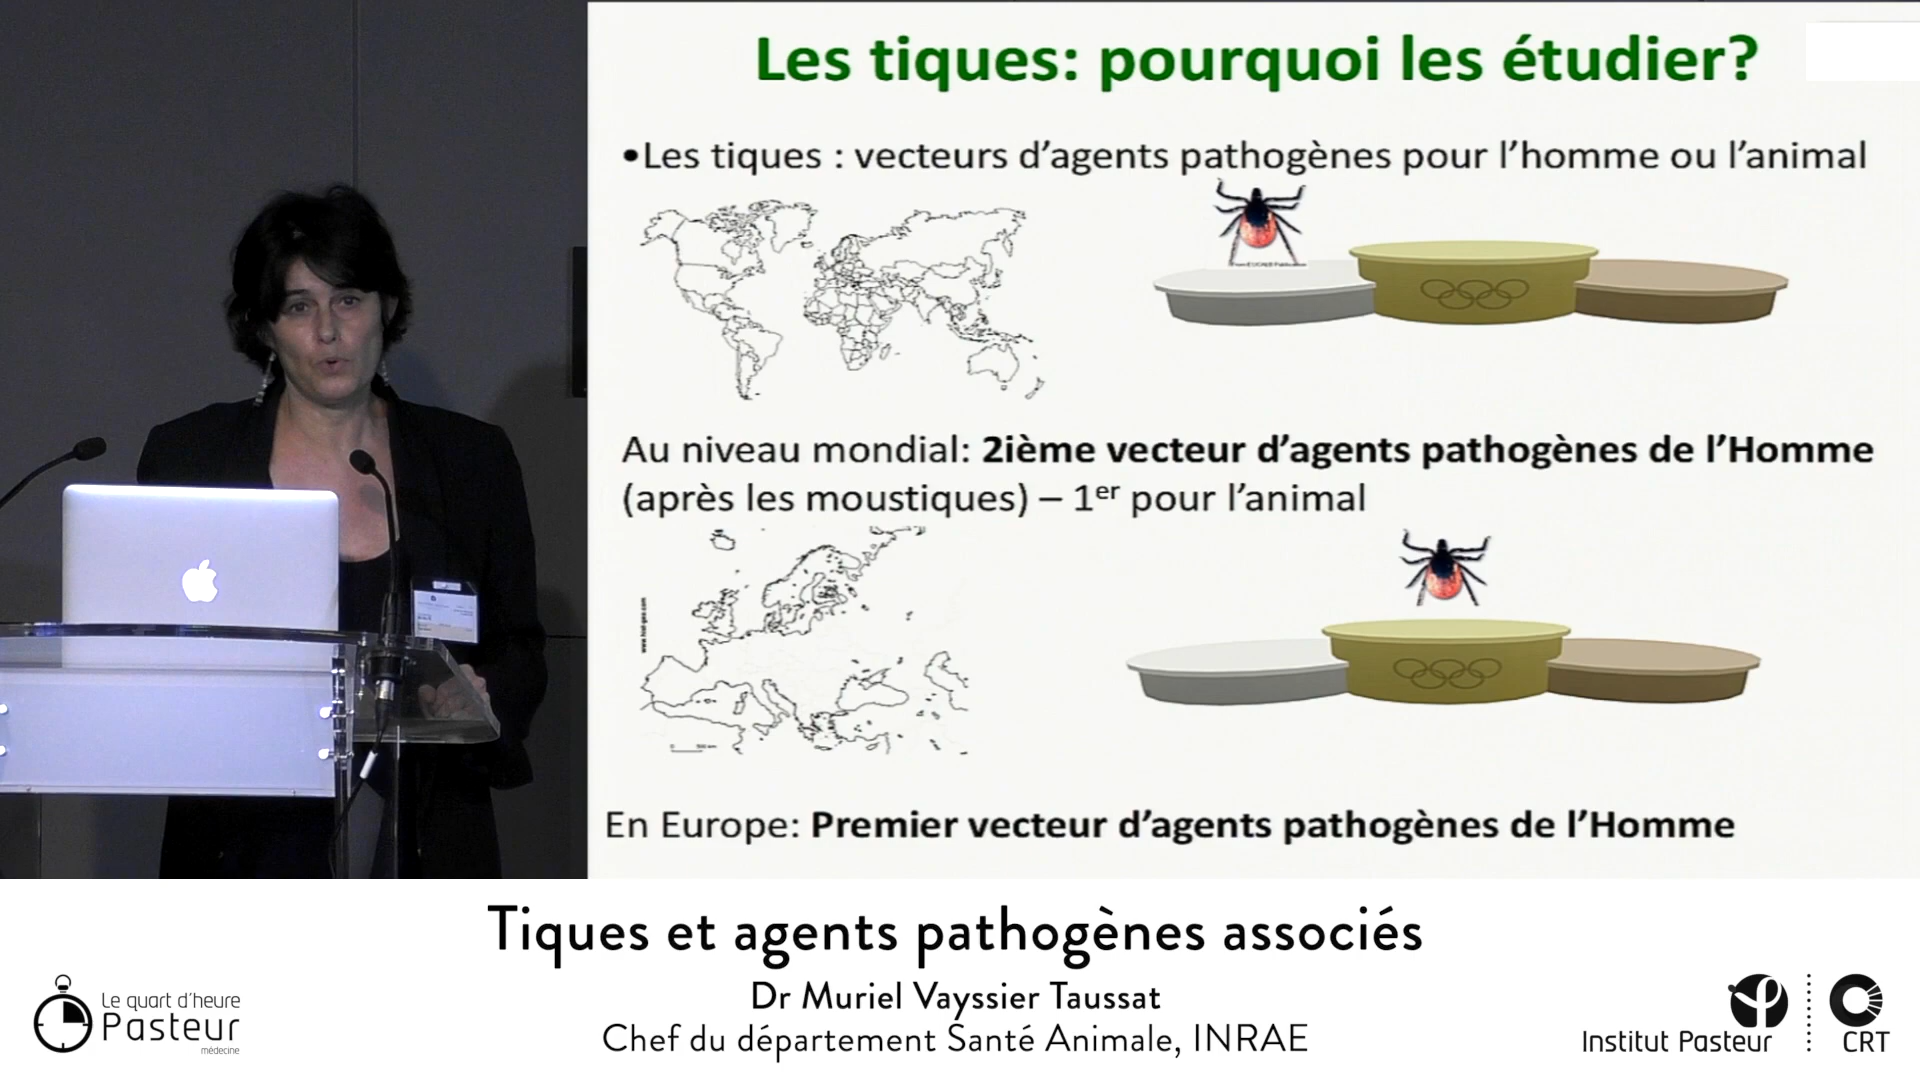 Les tiques: pourquoi les étudier?
•Les tiques : vecteurs d’agents pathogènes pour l’homme ou l’animal
Au niveau mondial: 2ième vecteur d’agents pathogènes de l’Homme
(après les moustiques) – 1er pour l’animal
En Europe: Premier vecteur d’agents pathogènes de l’Homme
Tiques et agents pathogènes associés
Dr Muriel Vayssier Taussat
Chef du département Santé Animale, INRAE
Le quart d’heure
Pasteur
médecine
Institut Pasteur
CRT